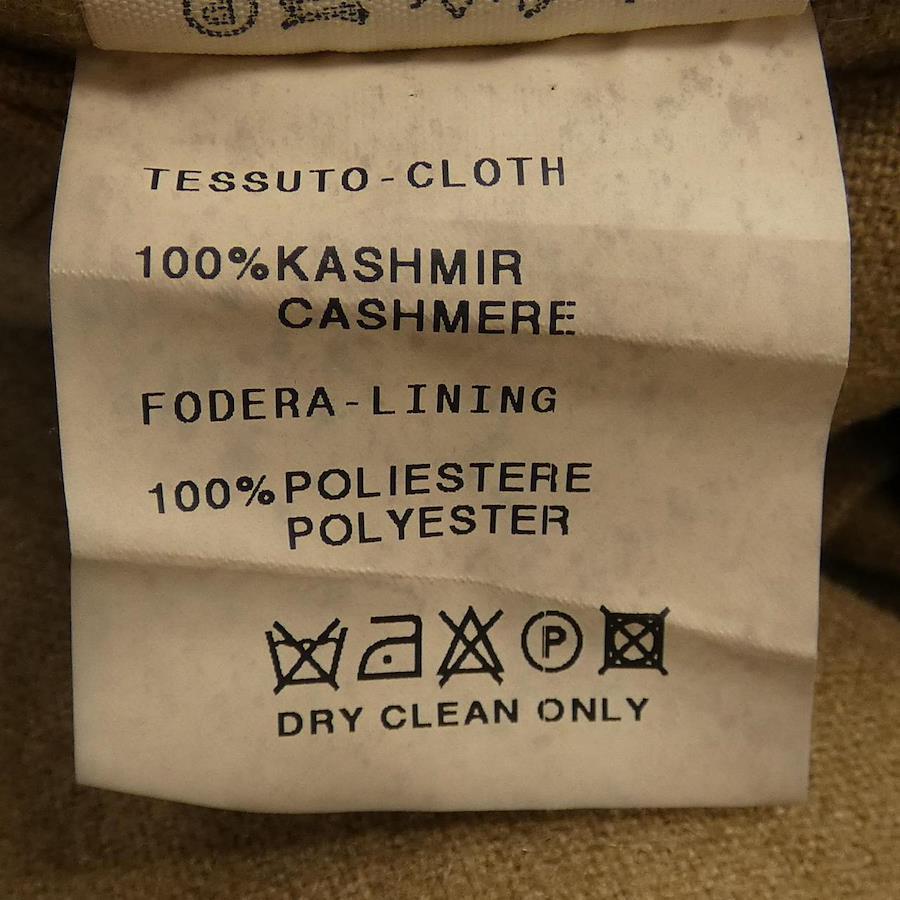 TESSUTO-CLOTH
100% KASHMIR
CASHMERE
FODERA-LINING
100% POLIESTERE
POLYESTER
P
DRY CLEAN ONLY